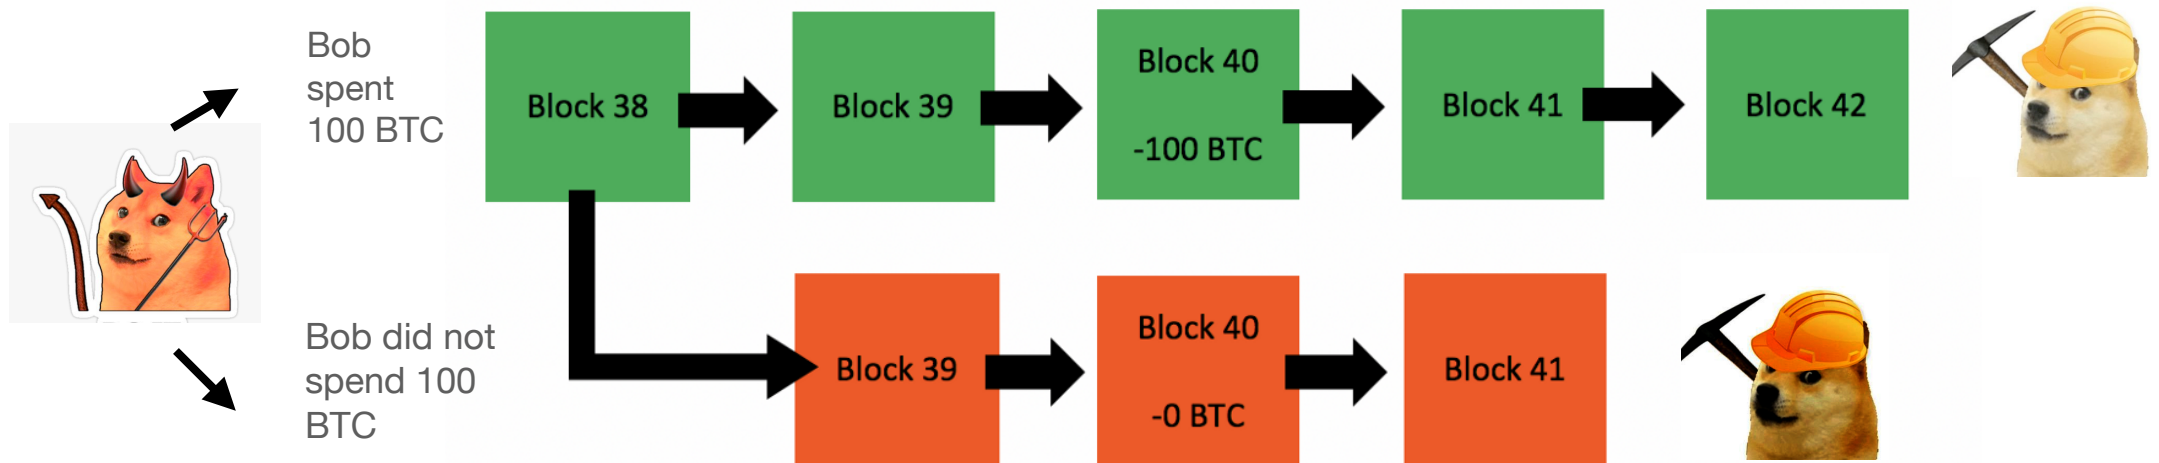 Bob
spent
100 BTC
Block 38
Block 39
Block 40
-100 BTC
Block 41
Block 42
Bob did not
spend 100
BTC
Block 39
Block 40
-0 BTC
Block 41